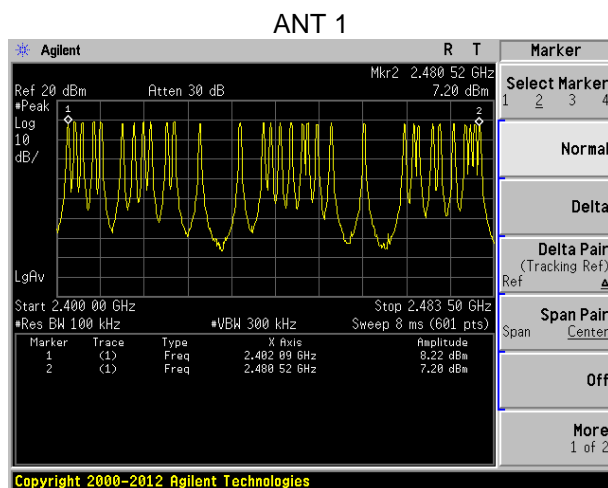 ANT 1
Agilent R T
Mkr2 2.480 52 GHz
Ref 20 dBm Atten 30 dB 7.20 dBm
#Peak
Log
10
dB/
1
2
LgAv
Start 2.400 00 GHz Stop 2.483 50 GHz
#Res BW 100 kHz #VBW 300 kHz Sweep 8 ms (601 pts)
Marker Trace Type X Axis Amplitude
1 (1) Freq 2.402 09 GHz 8.22 dBm
2 (1) Freq 2.480 52 GHz 7.20 dBm
Copyright 2000-2012 Agilent Technologies
Marker
Select Marker
1 2 3 4
Normal
Delta
Delta Pair
(Tracking Ref)
Ref Δ
Span Pair
Span Center
Off
More
1 of 2